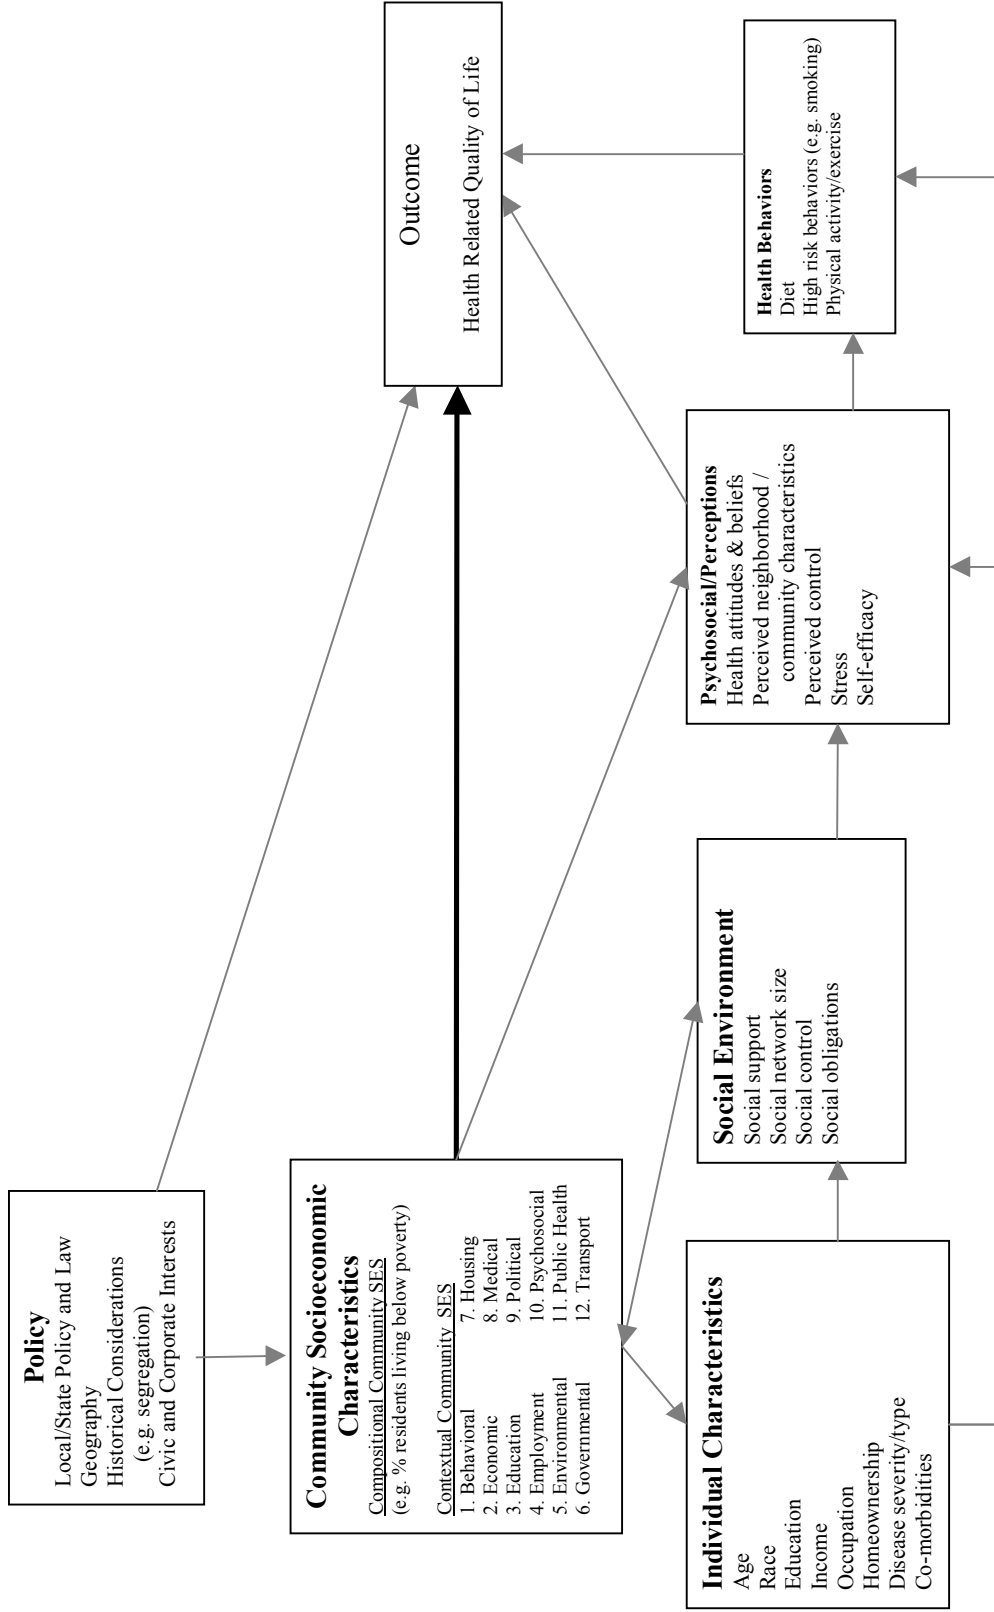 Policy
Local/State Policy and Law
Geography
Historical Considerations
(e.g. segregation)
Civic and Corporate Interests
Community Socioeconomic
Characteristics
Compositional Community SES
(e.g. % residents living below poverty)
Contextual Community SES
1. Behavioral
2. Economic
3. Education
4. Employment
5. Environmental
6. Governmental
7. Housing
8. Medical
9. Political
10. Psychosocial
11. Public Health
12. Transport
Individual Characteristics
Age
Race
Education
Income
Occupation
Homeownership
Disease severity/type
Co-morbidities
Social Environment
Social support
Social network size
Social control
Social obligations
Psychosocial/Perceptions
Health attitudes & beliefs
Perceived neighborhood /
community characteristics
Perceived control
Stress
Self-efficacy
Health Behaviors
Diet
High risk behaviors (e.g. smoking)
Physical activity/exercise
Outcome
Health Related Quality of Life